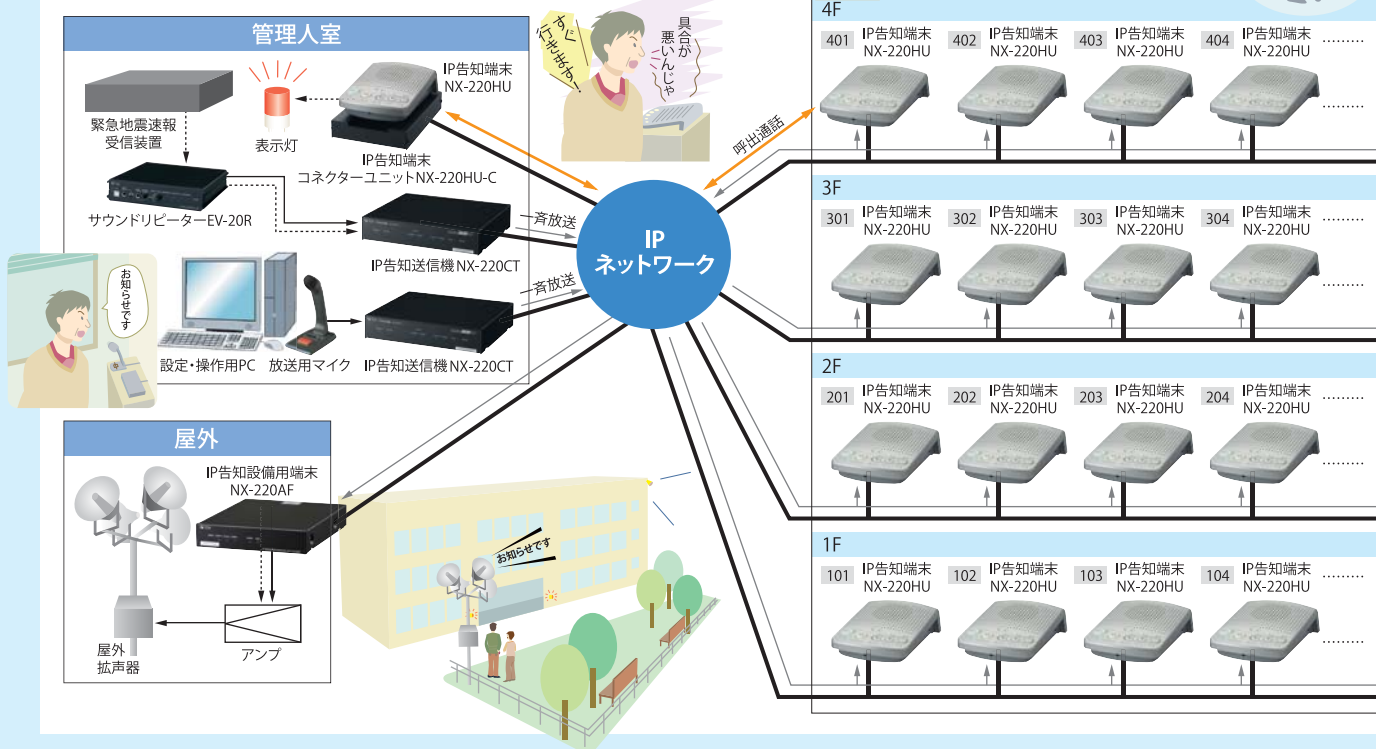 管理人室
緊急地震速報
受信装置
表示灯
IP告知端末
NX-220HU
IP告知端末
コネクターユニットNX-220HU-C
サウンドリピーターEV-20R
IP告知送信機NX-220CT
一斉放送
お知らせです
設定・操作用PC
放送用マイク
IP告知送信機NX-220CT
一斉放送
すぐ
行きます!
具合が
悪いんじゃ
呼出通話
IP
ネットワーク
屋外
IP告知設備用端末
NX-220AF
屋外
拡声器
アンプ
お知らせです
4F
401 IP告知端末
NX-220HU
402 IP告知端末
NX-220HU
403 IP告知端末
NX-220HU
404 IP告知端末
NX-220HU
………
………
3F
301 IP告知端末
NX-220HU
302 IP告知端末
NX-220HU
303 IP告知端末
NX-220HU
304 IP告知端末
NX-220HU
………
………
2F
201 IP告知端末
NX-220HU
202 IP告知端末
NX-220HU
203 IP告知端末
NX-220HU
204 IP告知端末
NX-220HU
………
………
1F
101 IP告知端末
NX-220HU
102 IP告知端末
NX-220HU
103 IP告知端末
NX-220HU
104 IP告知端末
NX-220HU
………
………